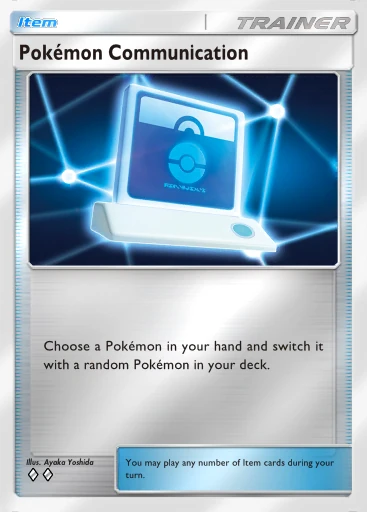 Item
TRAINER
Pokémon Communication
Choose a Pokémon in your hand and switch it
with a random Pokémon in your deck.
Illus. Ayaka Yoshida
You may play any number of Item cards during your
turn.